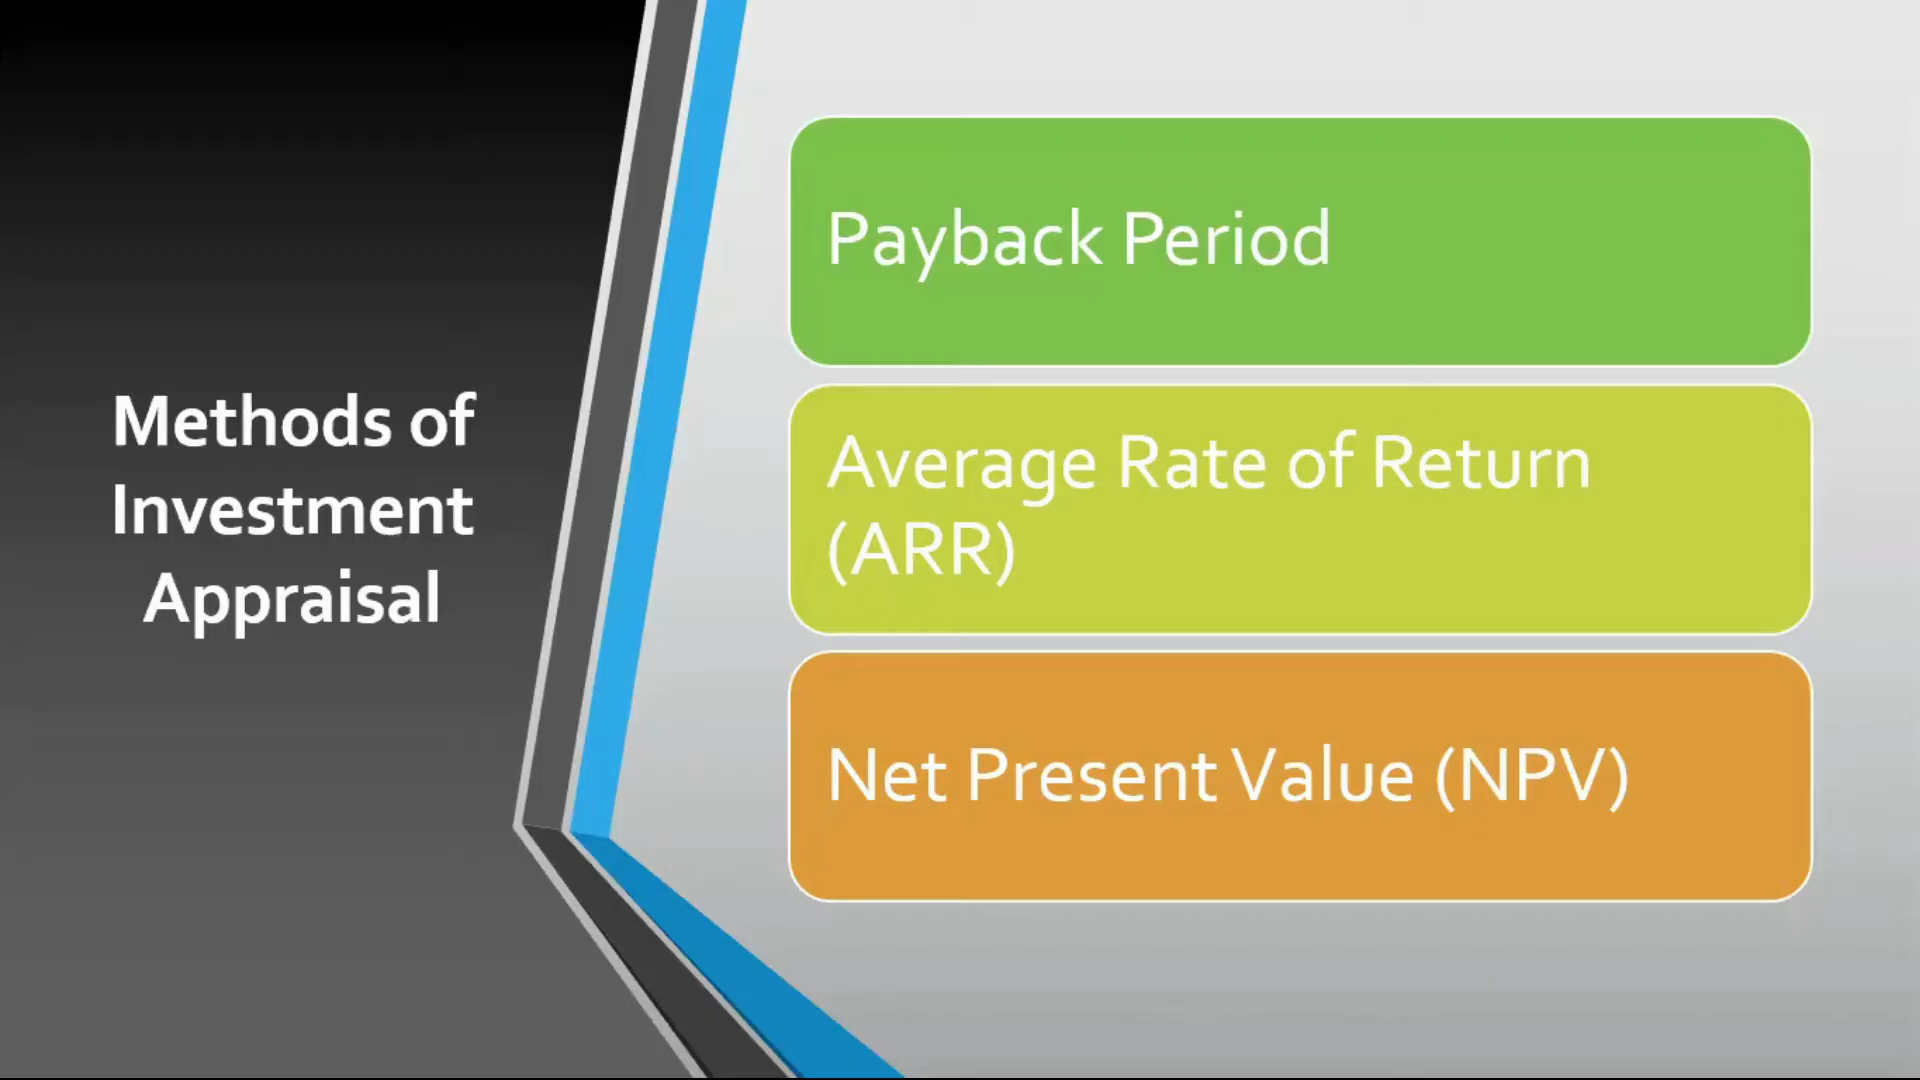 Methods of
Investment
Appraisal
Payback Period
Average Rate of Return
(ARR)
Net Present Value (NPV)